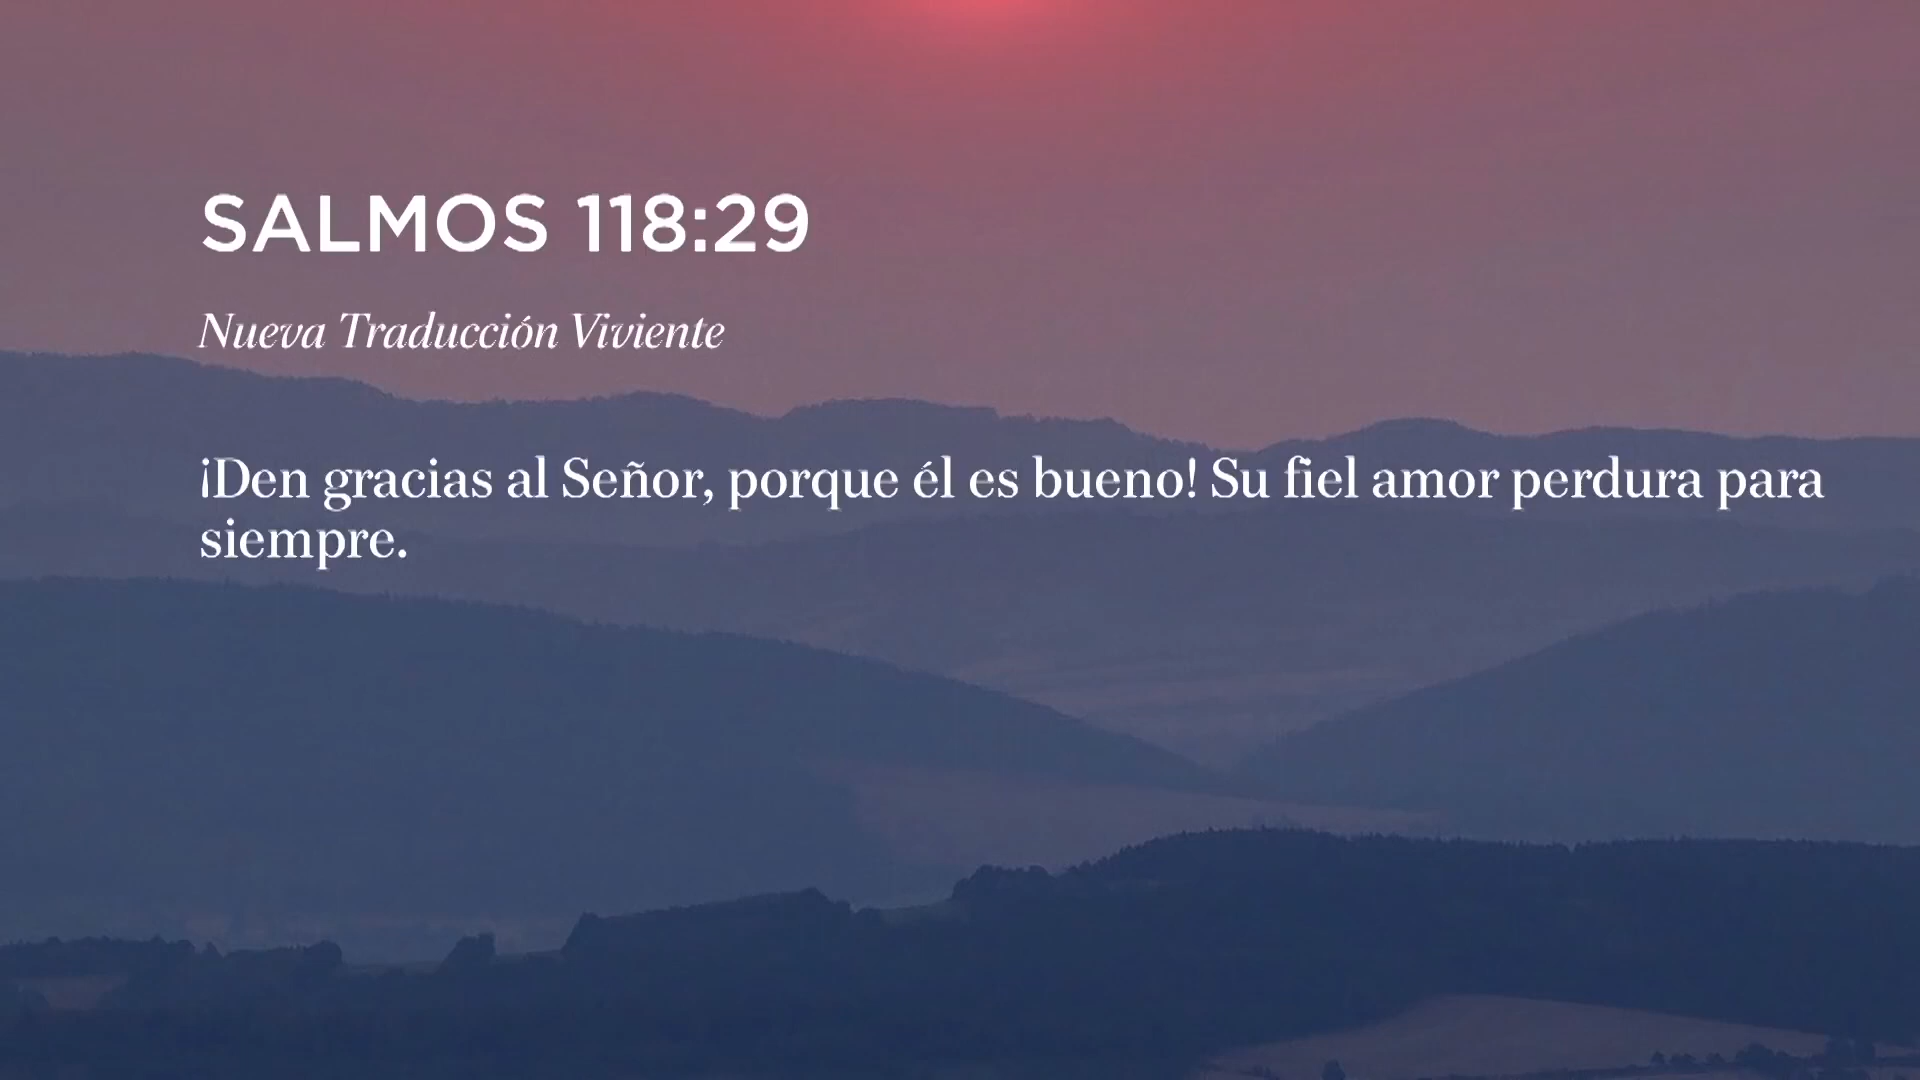 SALMOS 118:29
Nueva Traducción Viviente
¡Den gracias al Señor, porque él es bueno! Su fiel amor perdura para
siempre.